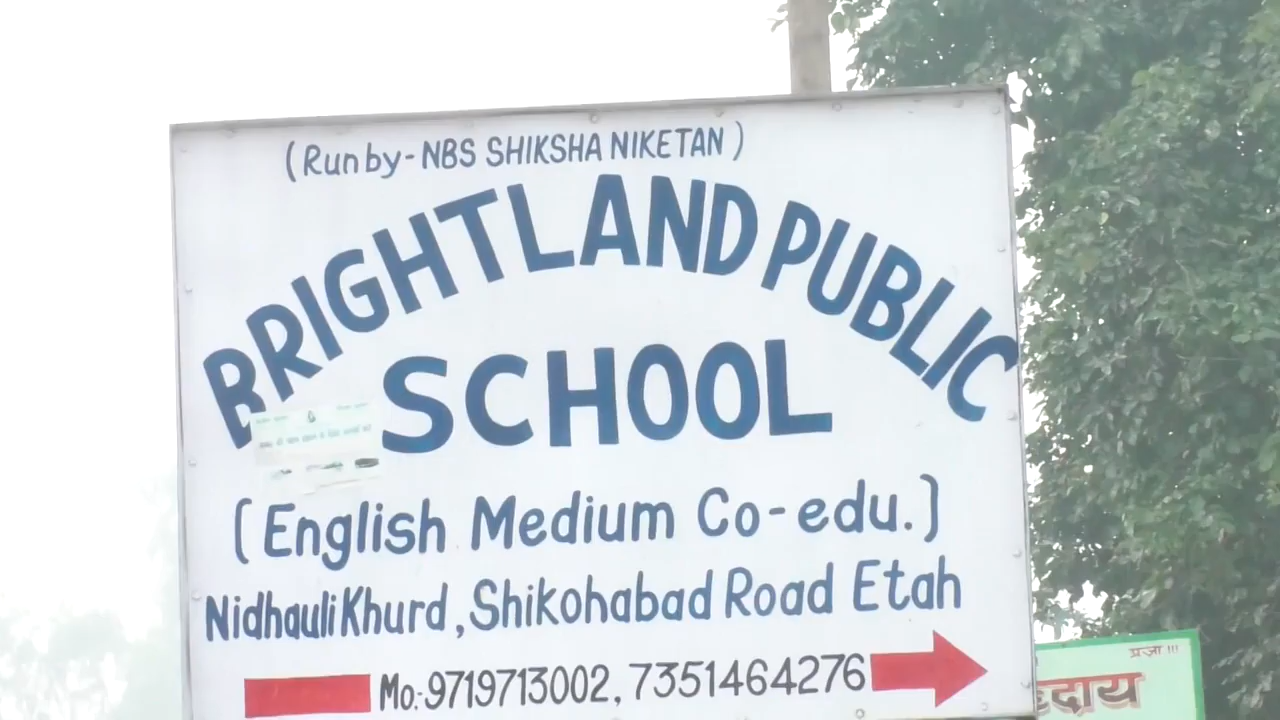 (Run by-NBS SHIKSHA NIKETAN)
BRIGHTLAND PUBLIC
SCHOOL
(English Medium Co-edu.)
Nidhauli Khurd, Shikohabad Road Etah
Mo:-9719713002, 7351464276
प्रज्ञा !!!